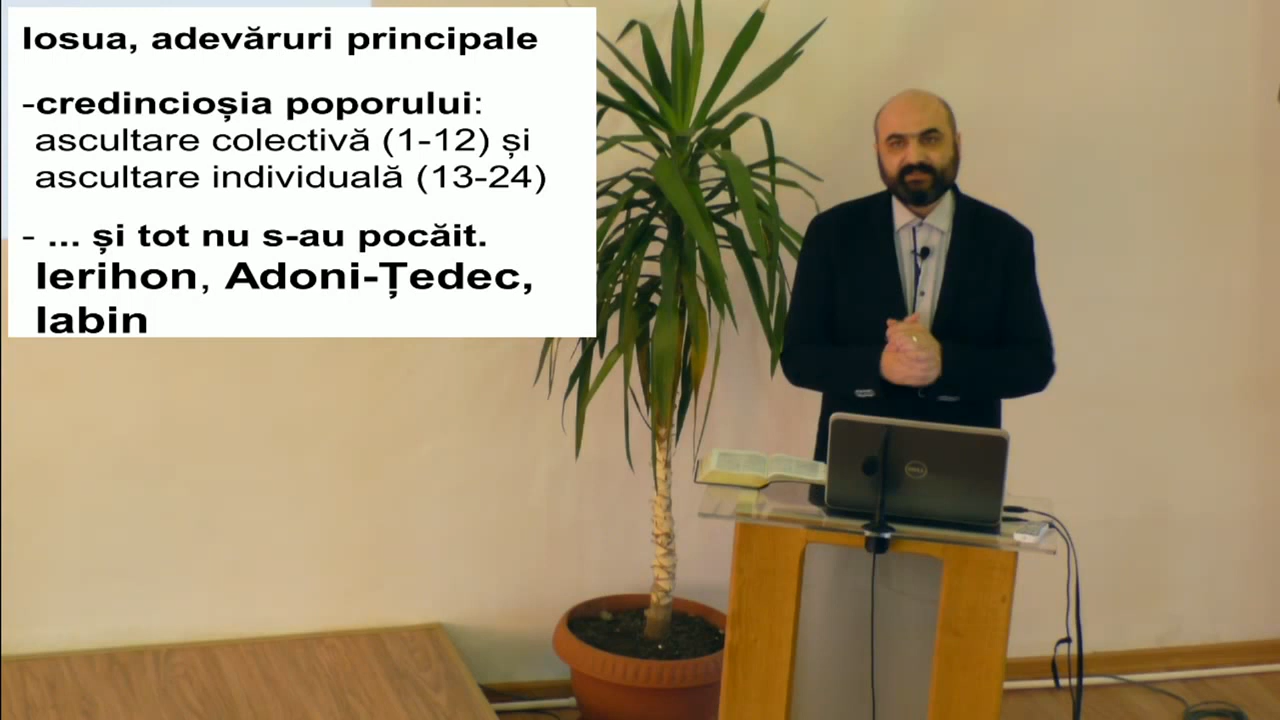 Iosua, adevăruri principale
-credincioșia poporului:
ascultare colectivă (1-12) și
ascultare individuală (13-24)
- ... și tot nu s-au pocăit.
Ierihon, Adoni-Țedec,
Iabin
DELL